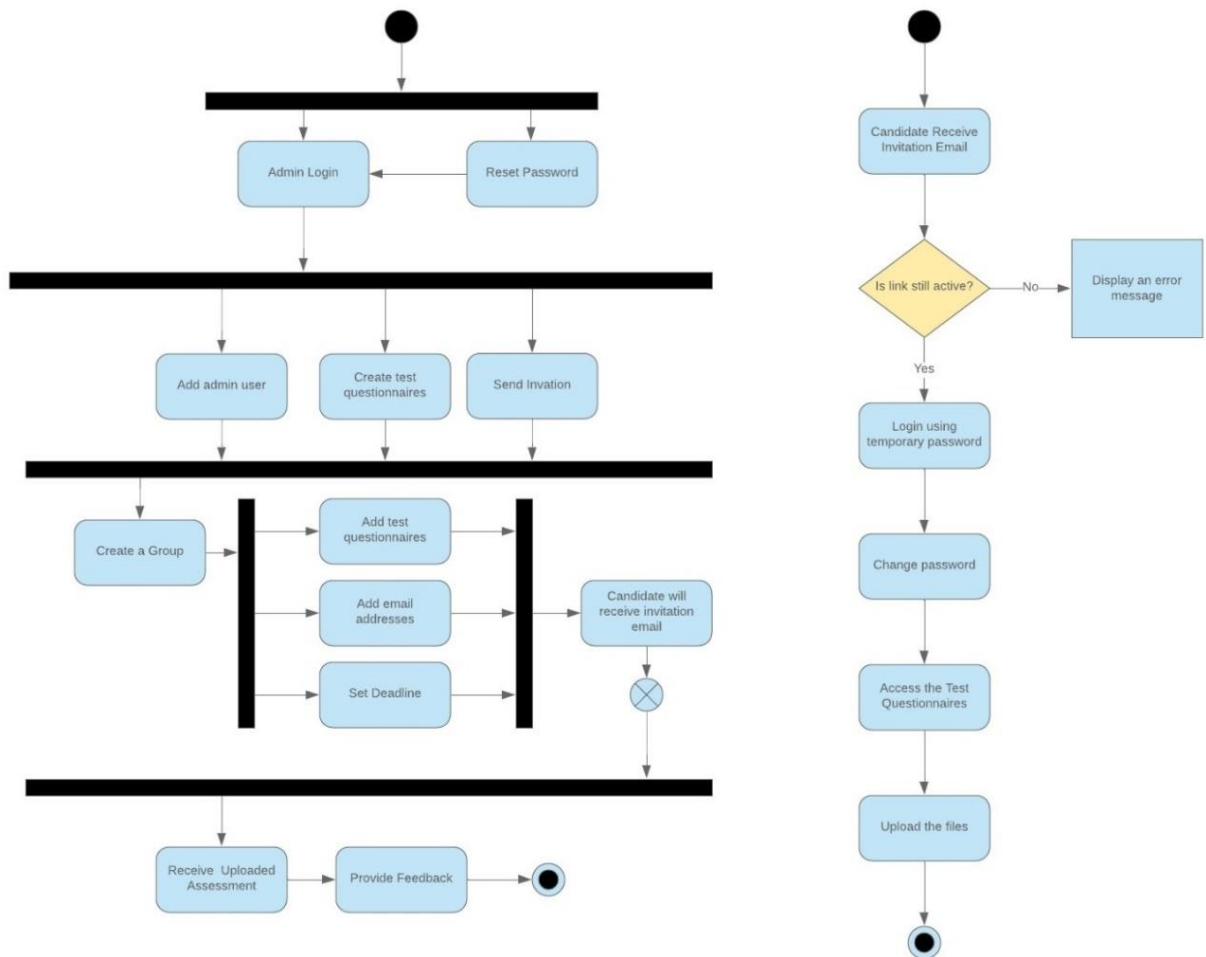 Admin Login
Reset Password
Add admin user
Create test
questionnaires
Send Invation
Create a Group
Add test
questionnaires
Add email
addresses
Set Deadline
Candidate will
receive invitation
email
Receive Uploaded
Assessment
Provide Feedback
Candidate Receive
Invitation Email
Is link still active?
No
Display an error
message
Yes
Login using
temporary password
Change password
Access the Test
Questionnaires
Upload the files